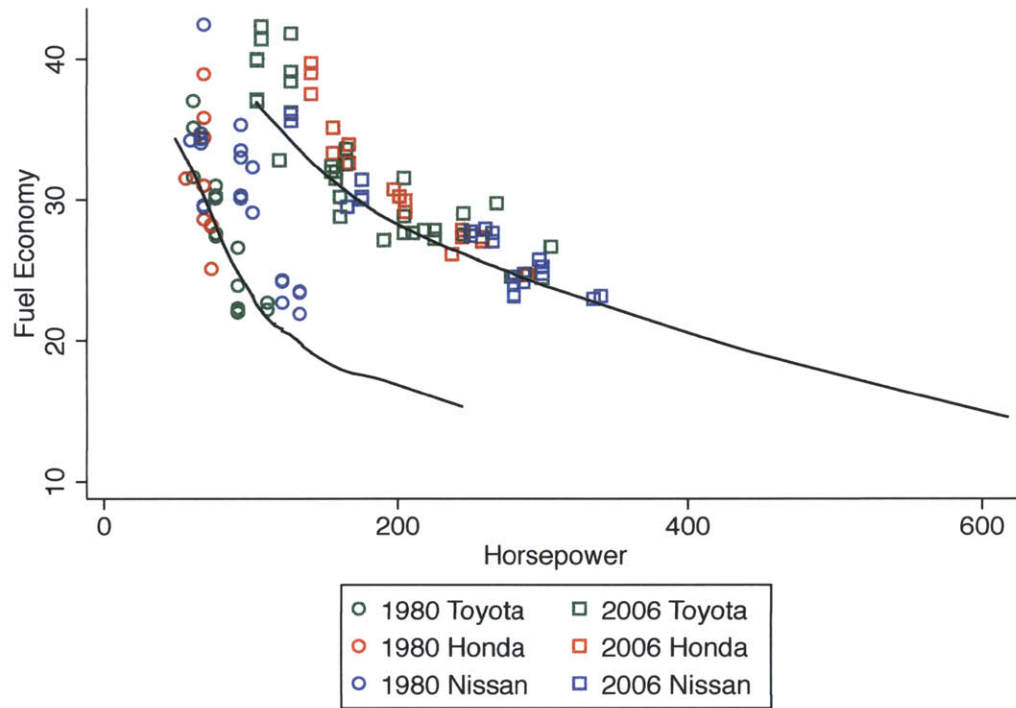 Fuel Economy
40
30
20
10
0
200
400
600
Horsepower
1980 Toyota
2006 Toyota
1980 Honda
2006 Honda
1980 Nissan
2006 Nissan